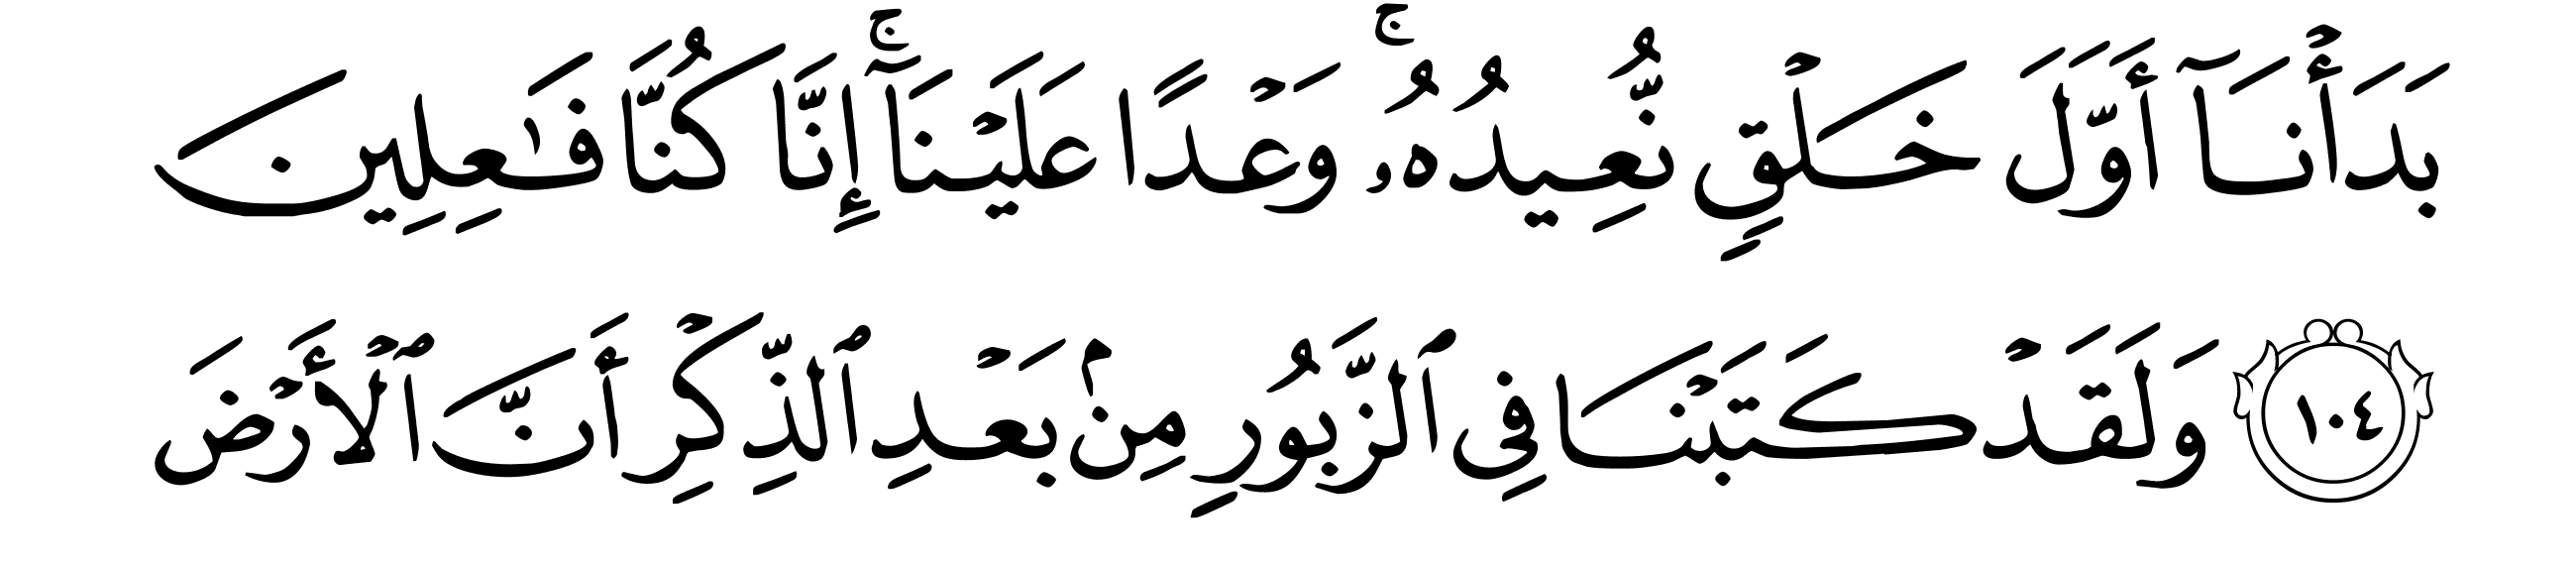 بَدَأۡنَآ أَوَّلَ خَلۡقٖ نُّعِيدُهُۥۚ وَعۡدًا عَلَيۡنَآۚ إِنَّا كُنَّا فَٰعِلِينَ
١٠٤ وَلَقَدۡ كَتَبۡنَا فِي ٱلزَّبُورِ مِنۢ بَعۡدِ ٱلذِّكۡرِ أَنَّ ٱلۡأَرۡضَ